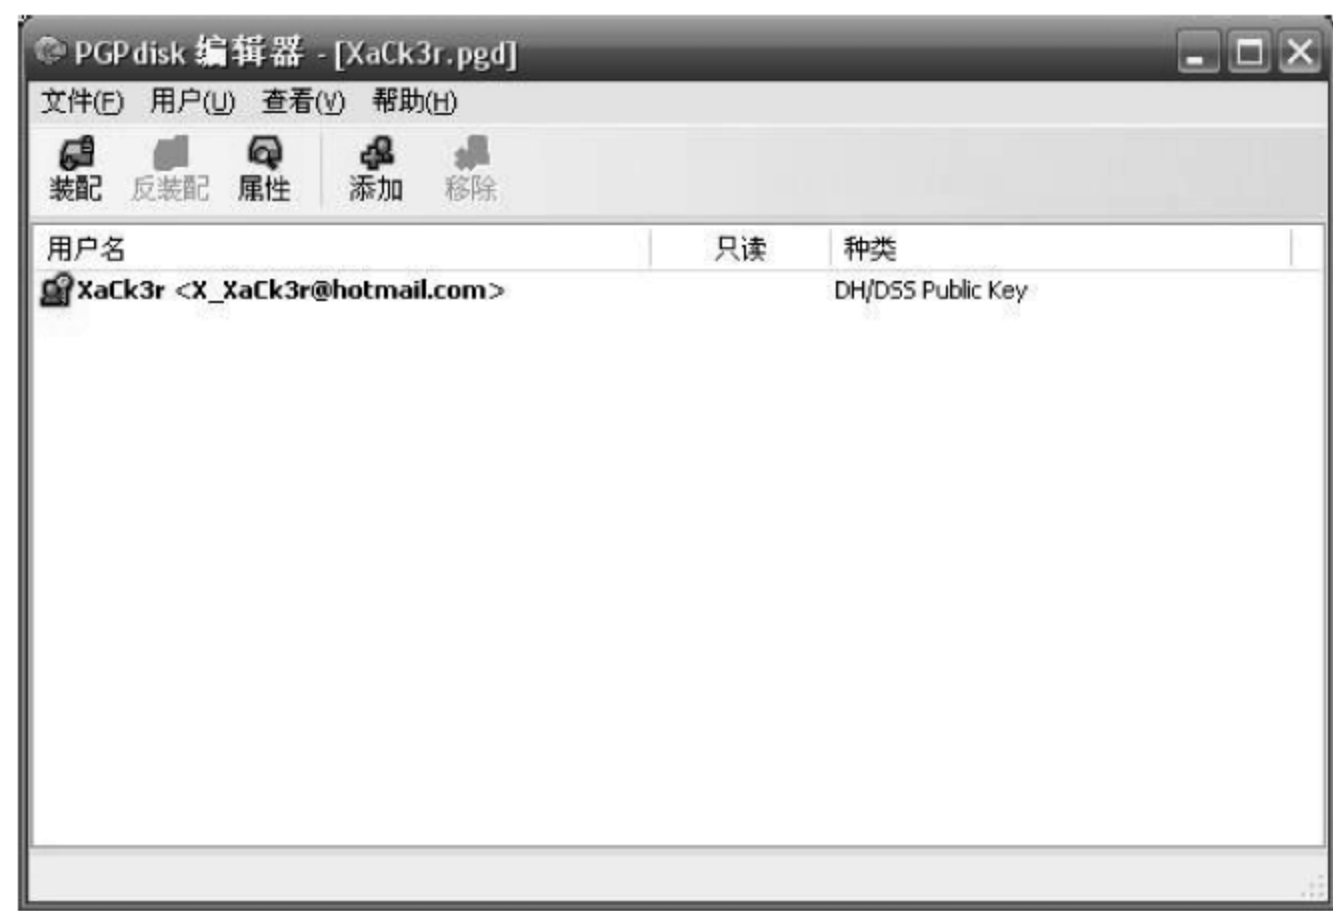 PGPdisk 编辑器 - [XaCk3r.pgd]
文件(F) 用户(U) 查看(V) 帮助(H)
装配 反装配 属性 添加 移除
用户名 只读 种类
XaCk3r <X_XaCk3r@hotmail.com> DH/DSS Public Key